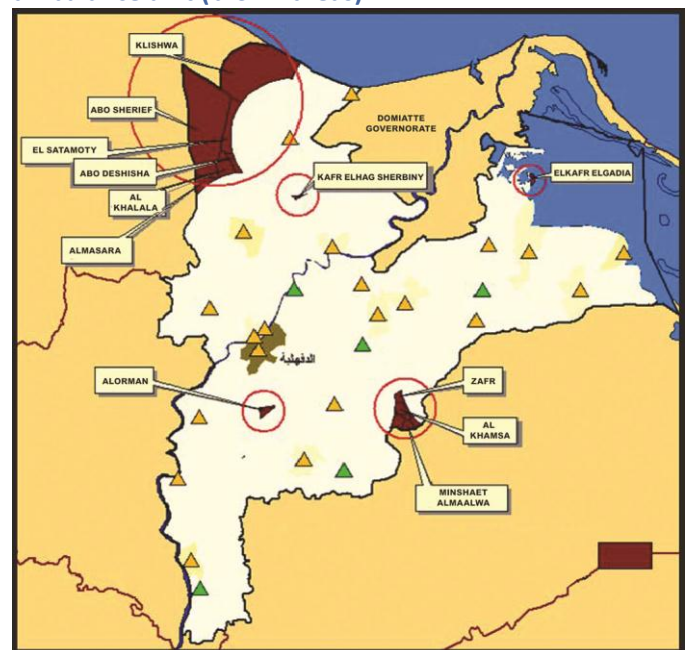 KLISHWA
ABO SHERIEF
DOMIATTE
GOVERNORATE
EL SATAMOTY
ABO DESHISHA
KAFR ELHAG SHERBINY
ELKAFR ELGADIA
AL
KHALALA
ALMASARA
الدقهلية
ALORMAN
ZAFR
AL
KHAMSA
MINSHAET
ALMAALWA